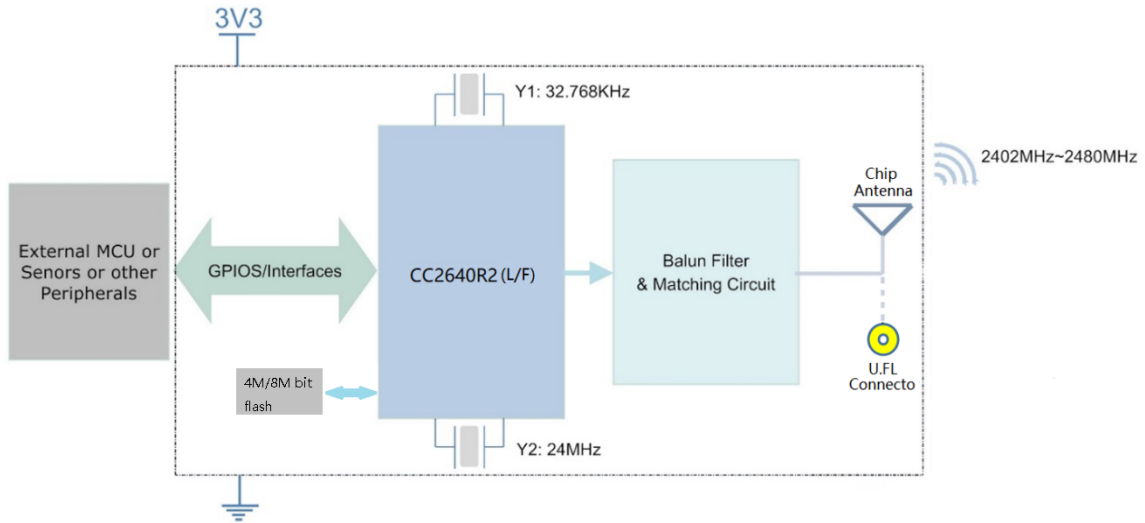 3V3
Y1: 32.768KHz
2402MHz~2480MHz
Chip
Antenna
External MCU or
Senors or other
Peripherals
GPIOS/Interfaces
CC2640R2 (L/F)
Balun Filter
& Matching Circuit
4M/8M bit
flash
U.FL
Connecto
Y2: 24MHz